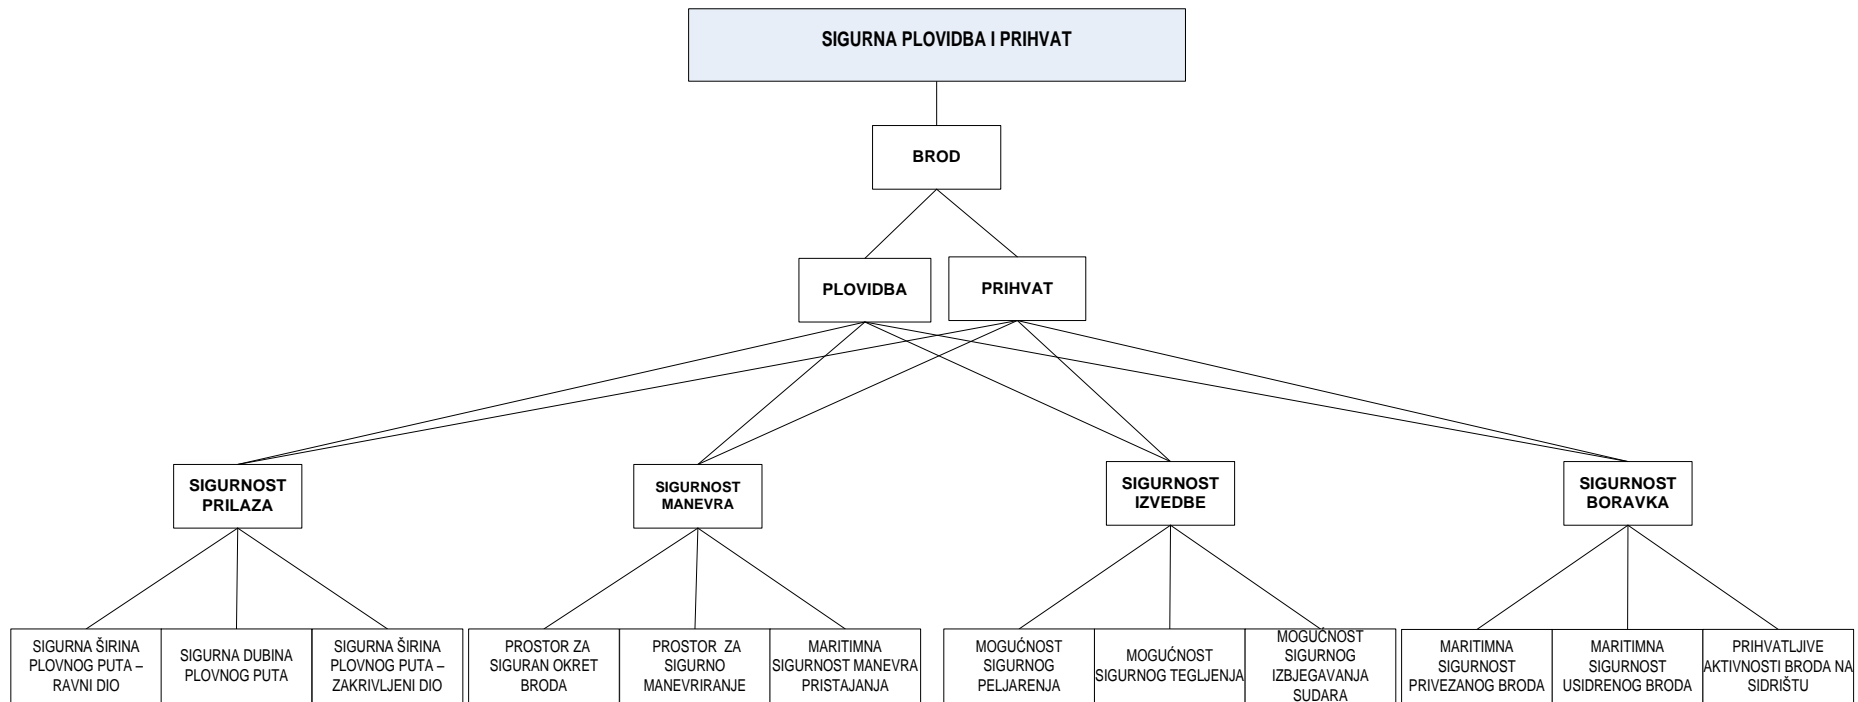 SIGURNA PLOVIDBA I PRIHVAT
BROD
PLOVIDBA
PRIHVAT
SIGURNOST
PRILAZA
SIGURNOST
MANEVRA
SIGURNOST
IZVEDBE
SIGURNOST
BORAVKA
SIGURNA ŠIRINA
PLOVNOG PUTA –
RAVNI DIO
SIGURNA DUBINA
PLOVNOG PUTA
SIGURNA ŠIRINA
PLOVNOG PUTA –
ZAKRIVLJENI DIO
PROSTOR ZA
SIGURAN OKRET
BRODA
PROSTOR ZA
SIGURNO
MANEVRIRANJE
MARITIMNA
SIGURNOST MANEVRA
PRISTAJANJA
MOGUĆNOST
SIGURNOG
PELJARENJA
MOGUĆNOST
SIGURNOG TEGLJENJA
MOGUĆNOST
SIGURNOG
IZBJEGAVANJA
SUDARA
MARITIMNA
SIGURNOST
PRIVEZANOG BRODA
MARITIMNA
SIGURNOST
USIDRENOG BRODA
PRIHVATLJIVE
AKTIVNOSTI BRODA NA
SIDRIŠTU